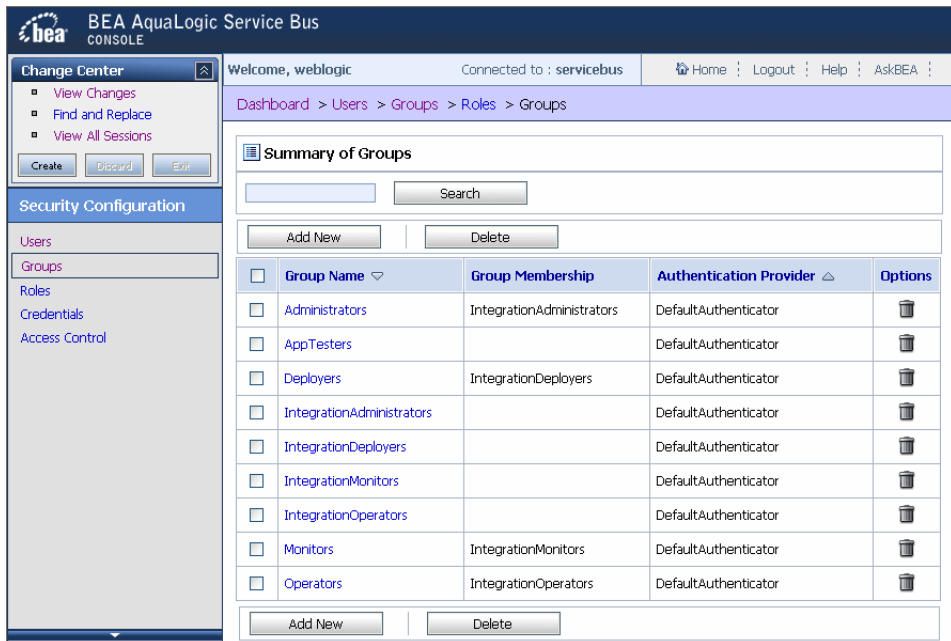 bea
BEA AquaLogic Service Bus
CONSOLE
Change Center
View Changes
Find and Replace
View All Sessions
Create Discard Exit
Security Configuration
Users
Groups
Roles
Credentials
Access Control
Welcome, weblogic Connected to : servicebus Home Logout Help AskBEA
Dashboard > Users > Groups > Roles > Groups
Summary of Groups
Search
Add New Delete
Group Name Group Membership Authentication Provider Options
Administrators IntegrationAdministrators DefaultAuthenticator
AppTesters DefaultAuthenticator
Deployers IntegrationDeployers DefaultAuthenticator
IntegrationAdministrators DefaultAuthenticator
IntegrationDeployers DefaultAuthenticator
IntegrationMonitors DefaultAuthenticator
IntegrationOperators DefaultAuthenticator
Monitors IntegrationMonitors DefaultAuthenticator
Operators IntegrationOperators DefaultAuthenticator
Add New Delete